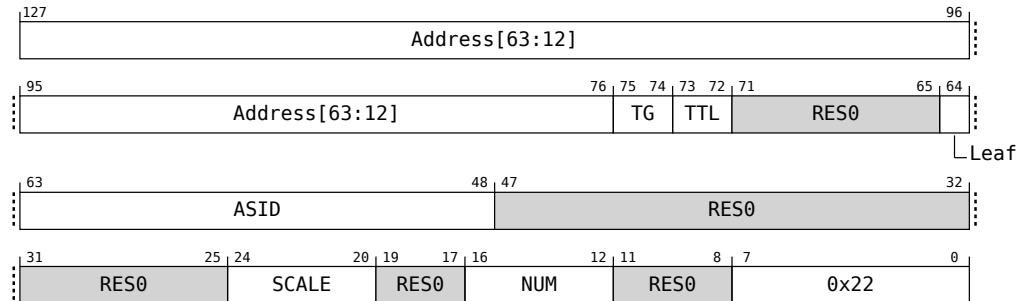 127 96
Address[63:12]
95 76 75 74 73 72 71 65 64
Address[63:12] TG TTL RES0
Leaf
63 48 47 32
ASID RES0
31 25 24 20 19 17 16 12 11 8 7 0
RES0 SCALE RES0 NUM RES0 0x22